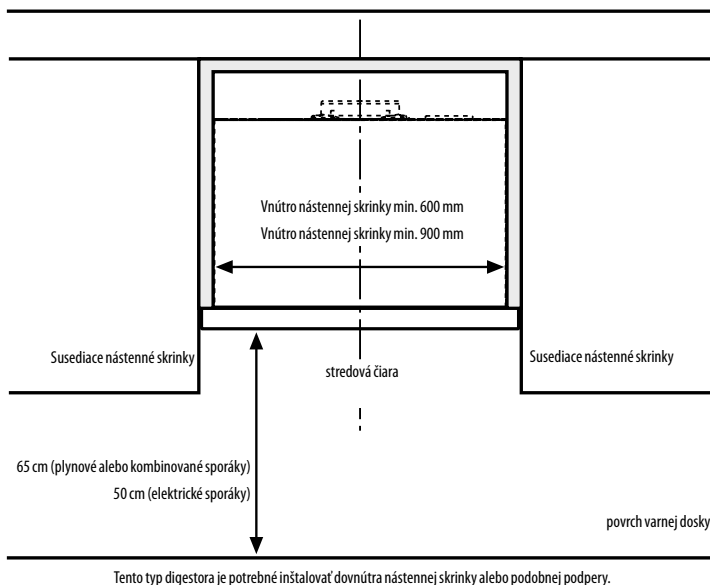 Vnútro nástennej skrinky min. 600 mm
Vnútro nástennej skrinky min. 900 mm
Susediace nástenné skrinky
stredová čiara
Susediace nástenné skrinky
65 cm (plynové alebo kombinované sporáky)
50 cm (elektrické sporáky)
povrch varnej dosky
Tento typ digestora je potrebné inštalovať dovnútra nástennej skrinky alebo podobnej podpery.